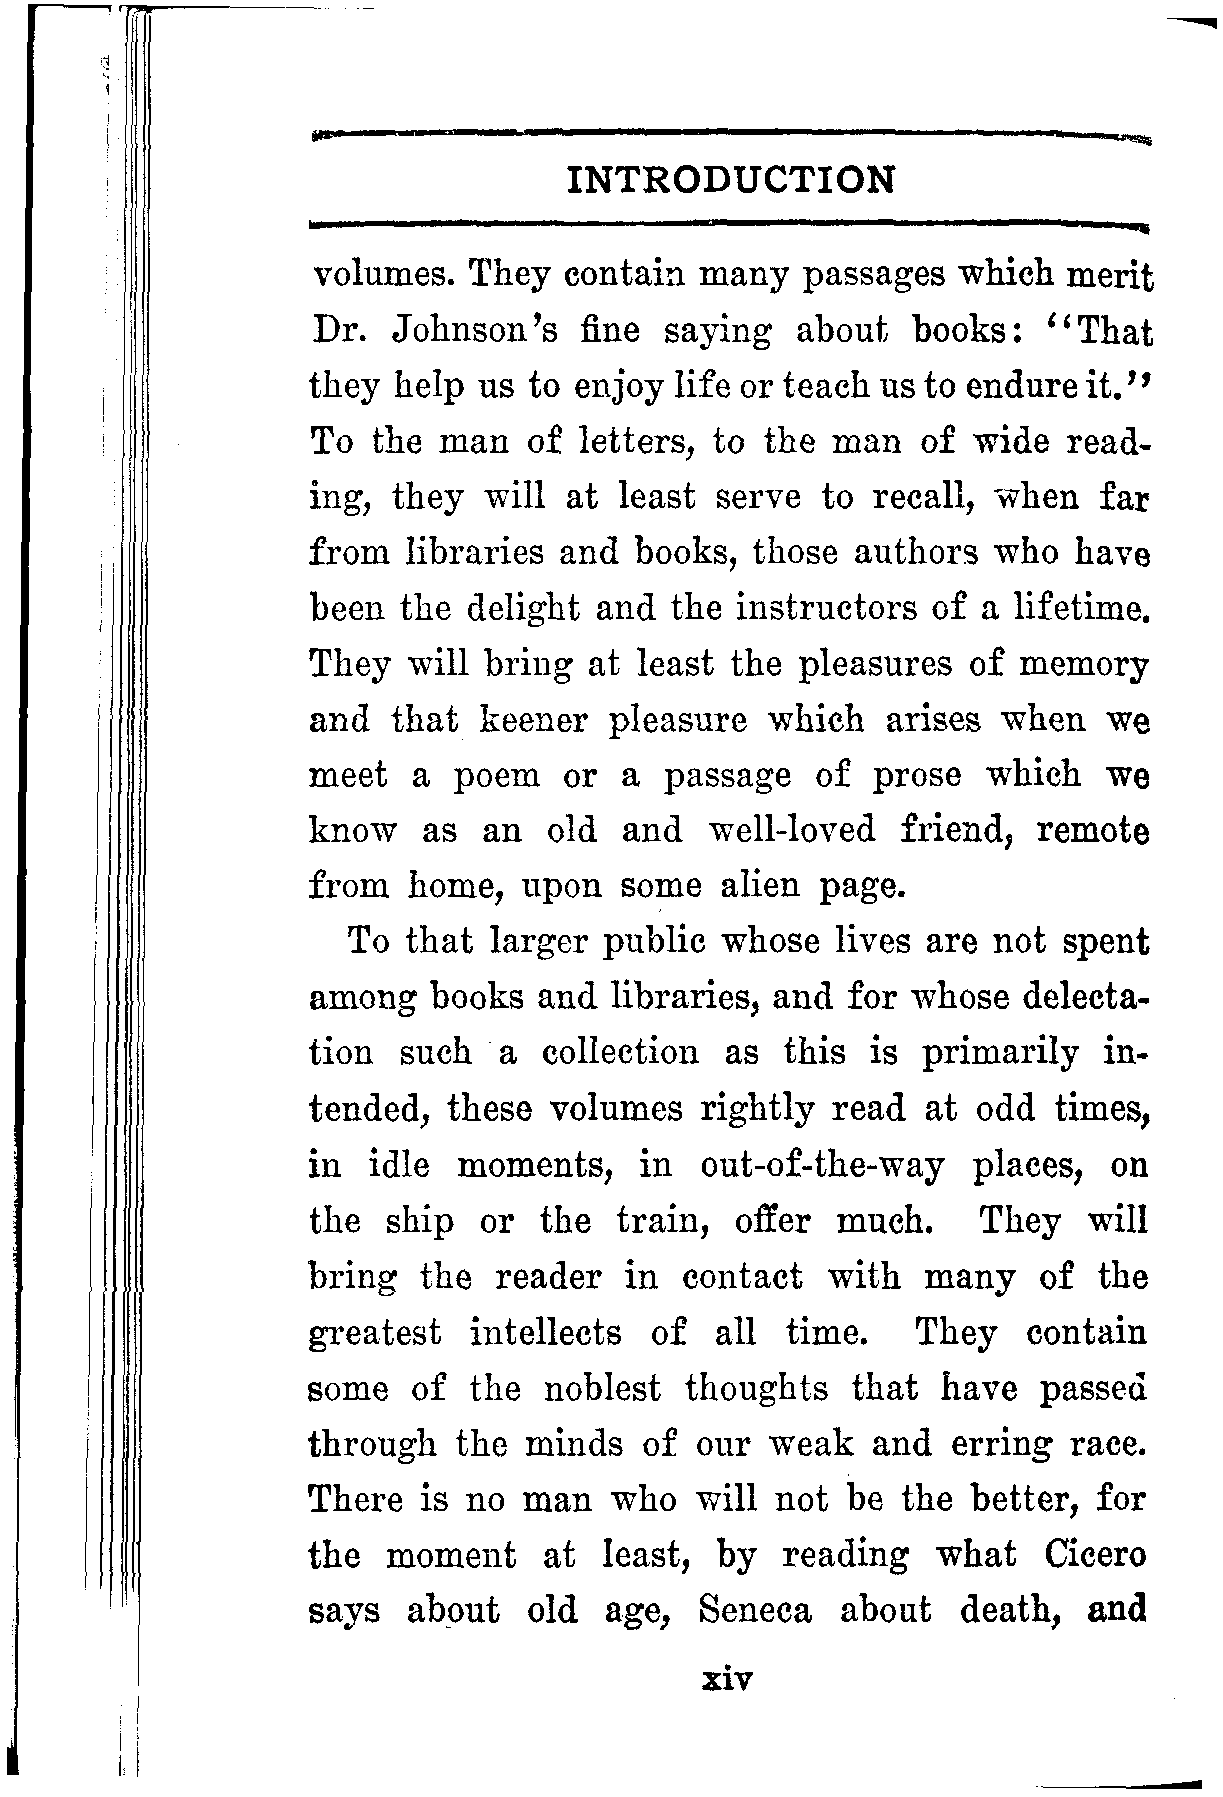 INTRODUCTION
volumes. They contain many passages which merit
Dr. Johnson's fine saying about books: "That
they help us to enjoy life or teach us to endure it."
To the man of letters, to the man of wide read-
ing, they will at least serve to recall, when far
from libraries and books, those authors who have
been the delight and the instructors of a lifetime.
They will bring at least the pleasures of memory
and that keener pleasure which arises when we
meet a poem or a passage of prose which we
know as an old and well-loved friend, remote
from home, upon some alien page.
To that larger public whose lives are not spent
among books and libraries, and for whose delecta-
tion such a collection as this is primarily in-
tended, these volumes rightly read at odd times,
in idle moments, in out-of-the-way places, on
the ship or the train, offer much. They will
bring the reader in contact with many of the
greatest intellects of all time. They contain
some of the noblest thoughts that have passed
through the minds of our weak and erring race.
There is no man who will not be the better, for
the moment at least, by reading what Cicero
says about old age, Seneca about death, and
xiv